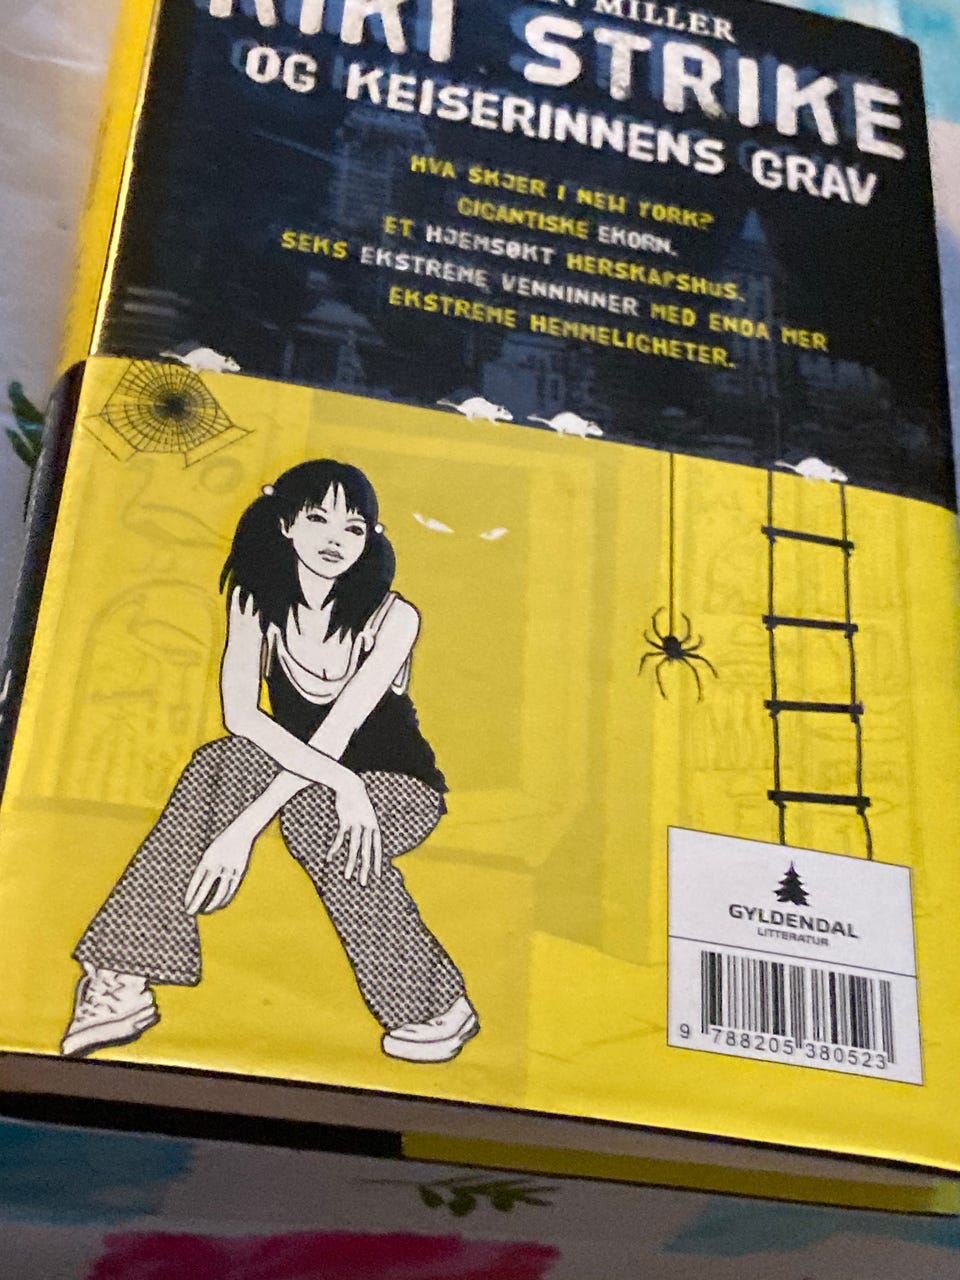 MILLER
KIKI STRIKE
OG KEISERINNENS GRAV
HVA SKJER I NEW YORK?
GIGANTISKE EKORN.
ET HJEMSØKT HERSKAPSHUS.
SEKS EKSTREME VENNINNER MED ENDA MER
EKSTREME HEMMELIGHETER.
GYLDENDAL
LITTERATUR
9 788205 380523